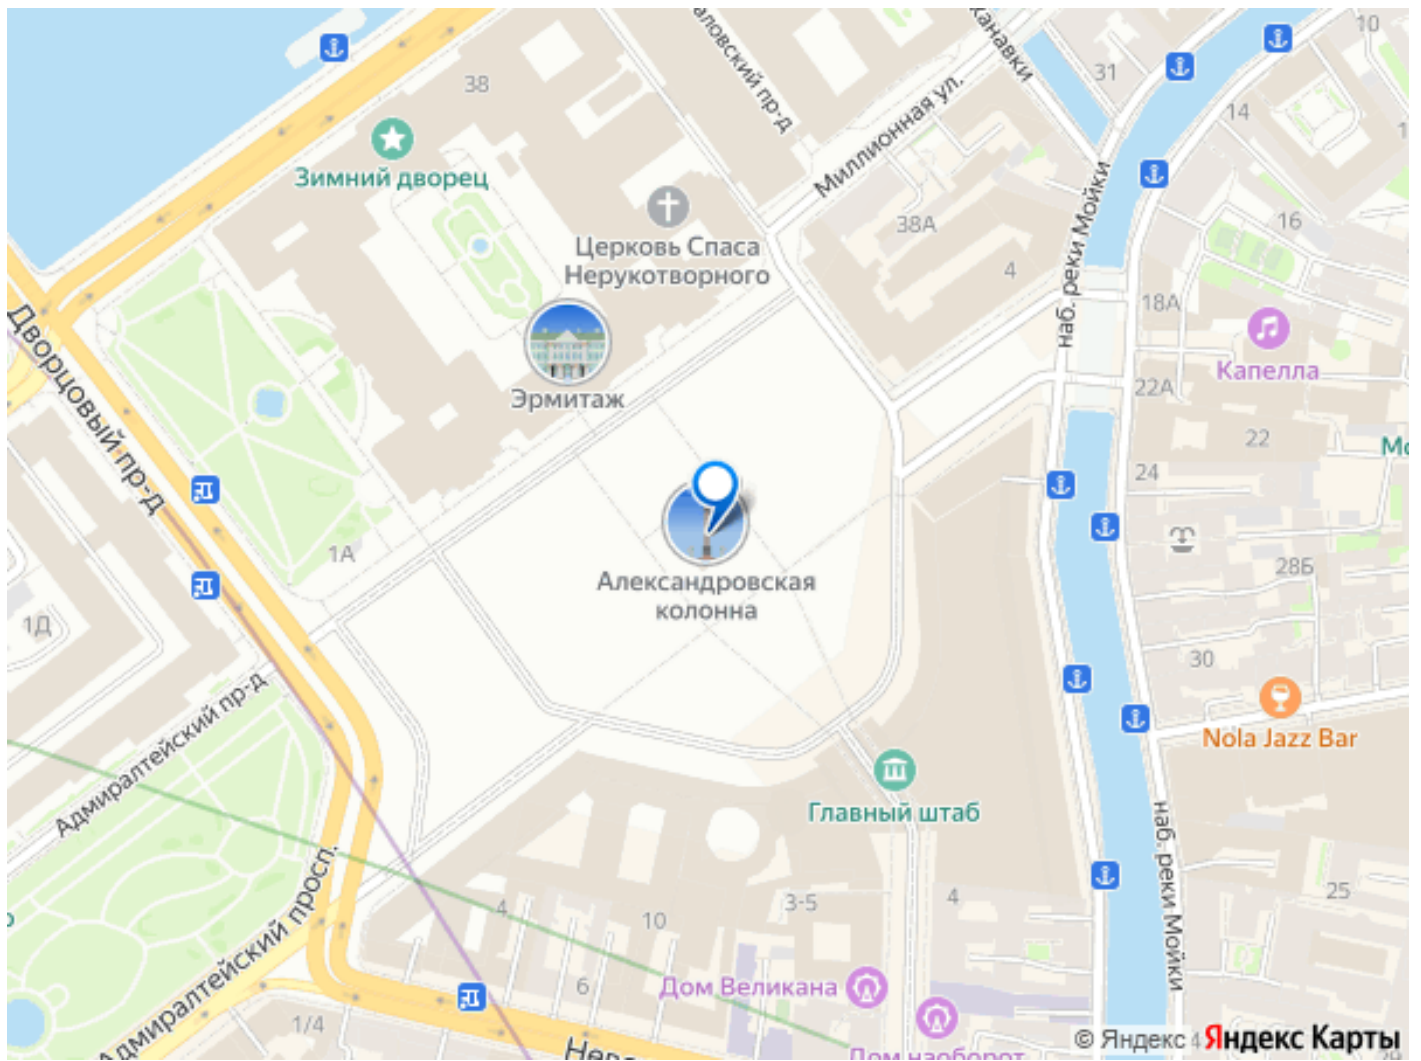 38
Зимний дворец
Церковь Спаса
Нерукотворного
Эрмитаж
Миллионная ул.
31
10
14
16
38А
4
наб. реки Мойки
18А
Капелла
22А
22
24
28Б
30
Nola Jazz Bar
Дворцовый пр-д
1А
1Д
Александровская
колонна
Адмиралтейский пр-д
Адмиралтейский просп.
Главный штаб
наб. реки Мойки
25
3-5
4
4
10
6
Дом Великана
Дом наоборот
1/4
© Яндекс
4
Яндекс Карты